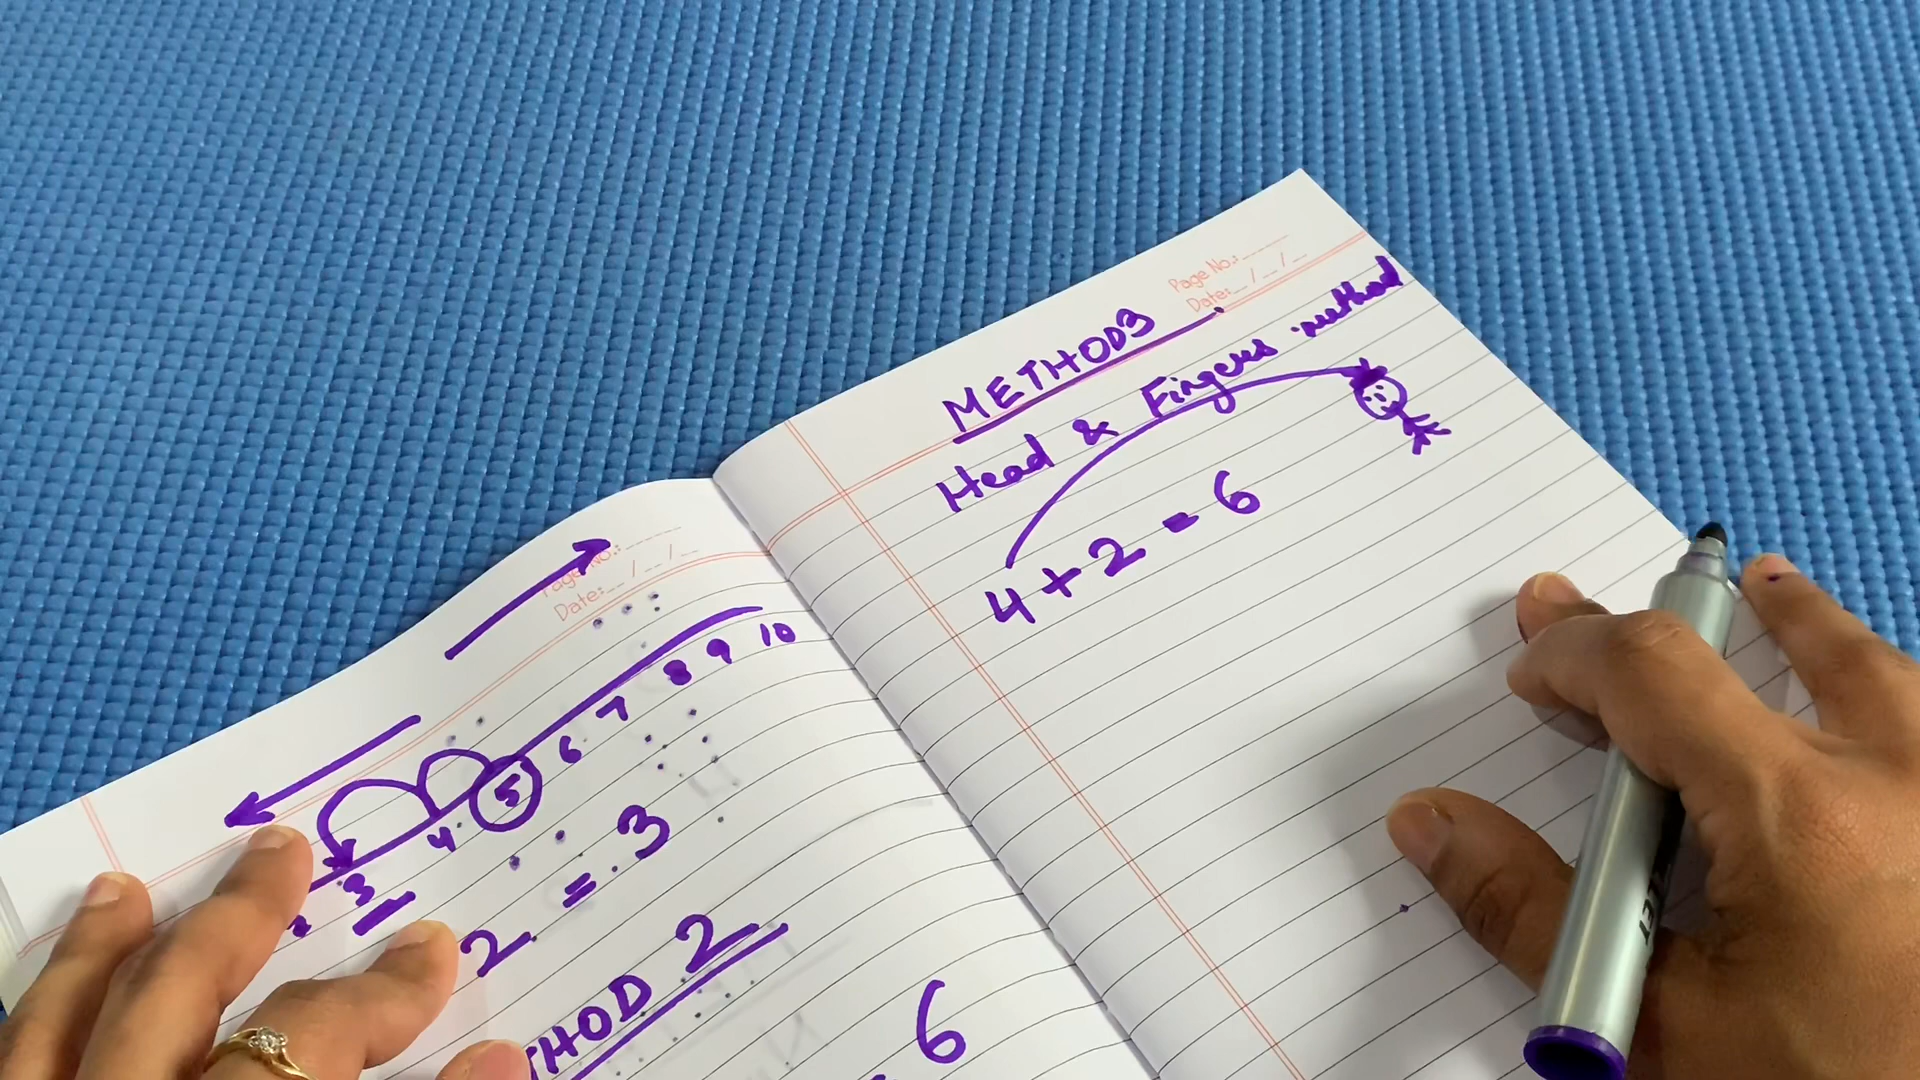 Page No.:
Date: _/_/_
4 5 6 7 8 9 10
3
2 = 3
THOD 2
6
Page No.:
Date:_/_/_
METHOD3
Head & Fingers method
4+2=6